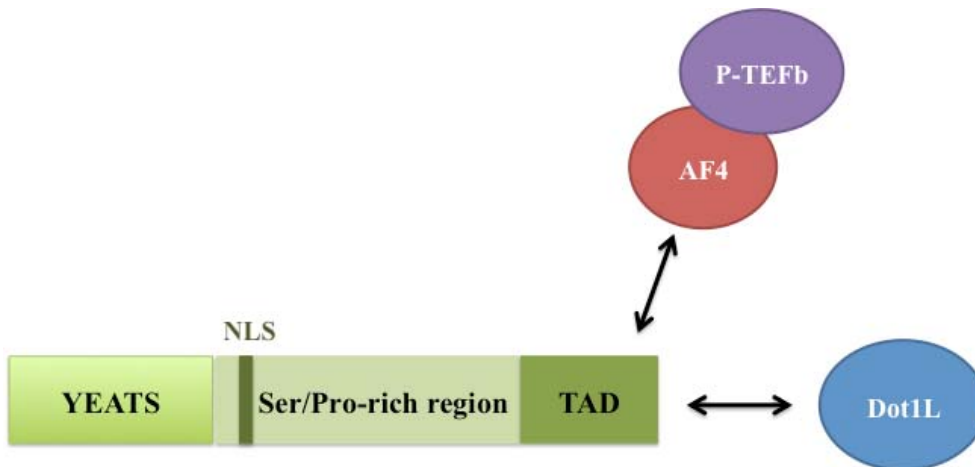 P-TEFb
AF4
NLS
YEATS
Ser/Pro-rich region
TAD
Dot1L